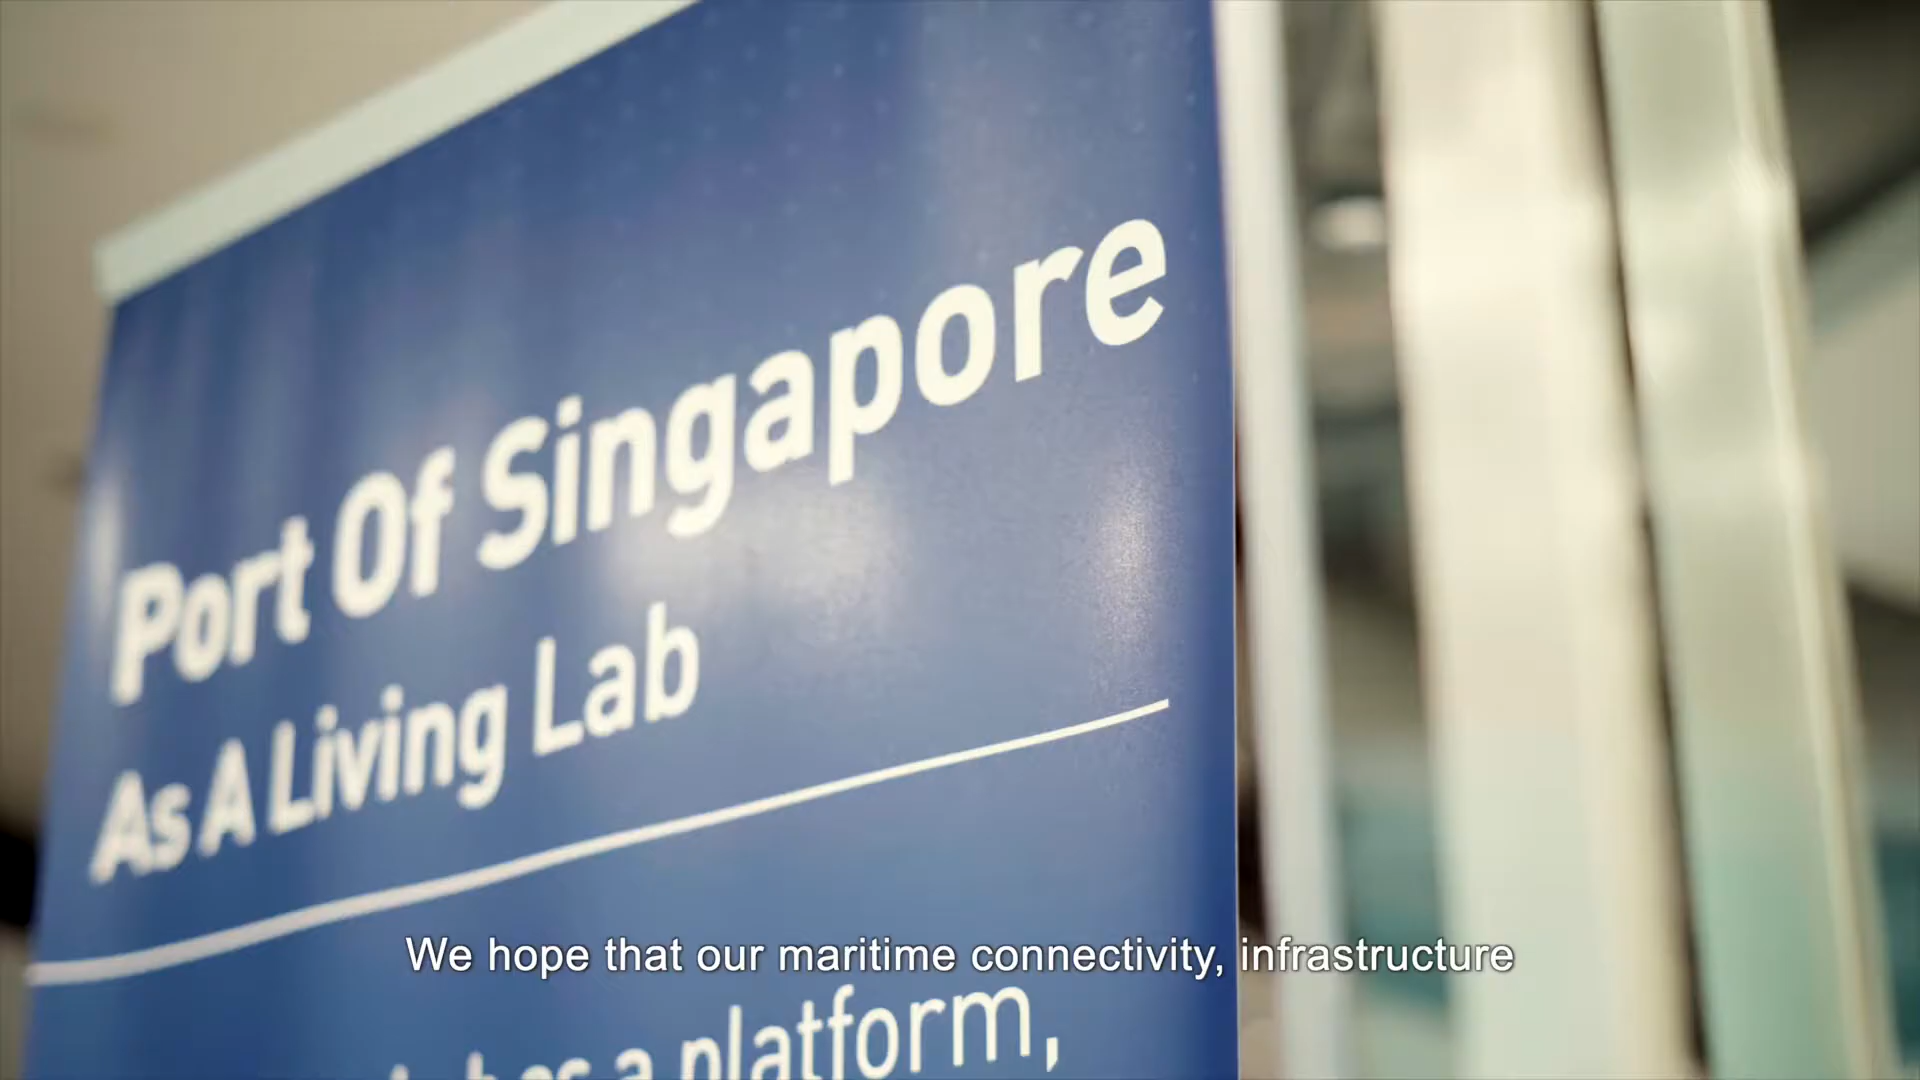 Port Of Singapore
As A Living Lab
We hope that our maritime connectivity, infrastructure
a platform,